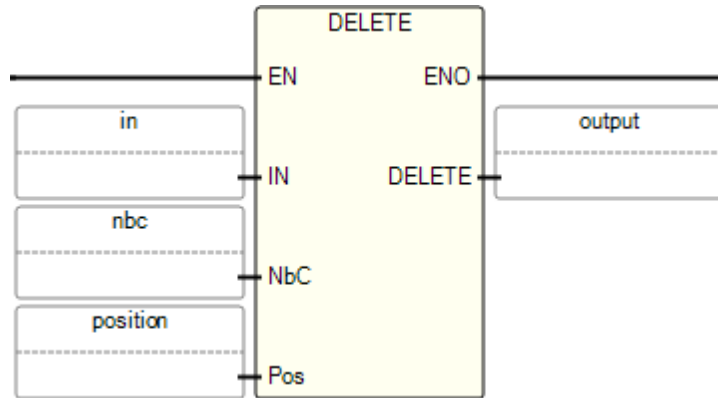 DELETE
EN ENO
in output
IN DELETE
nbc
NbC
position
Pos